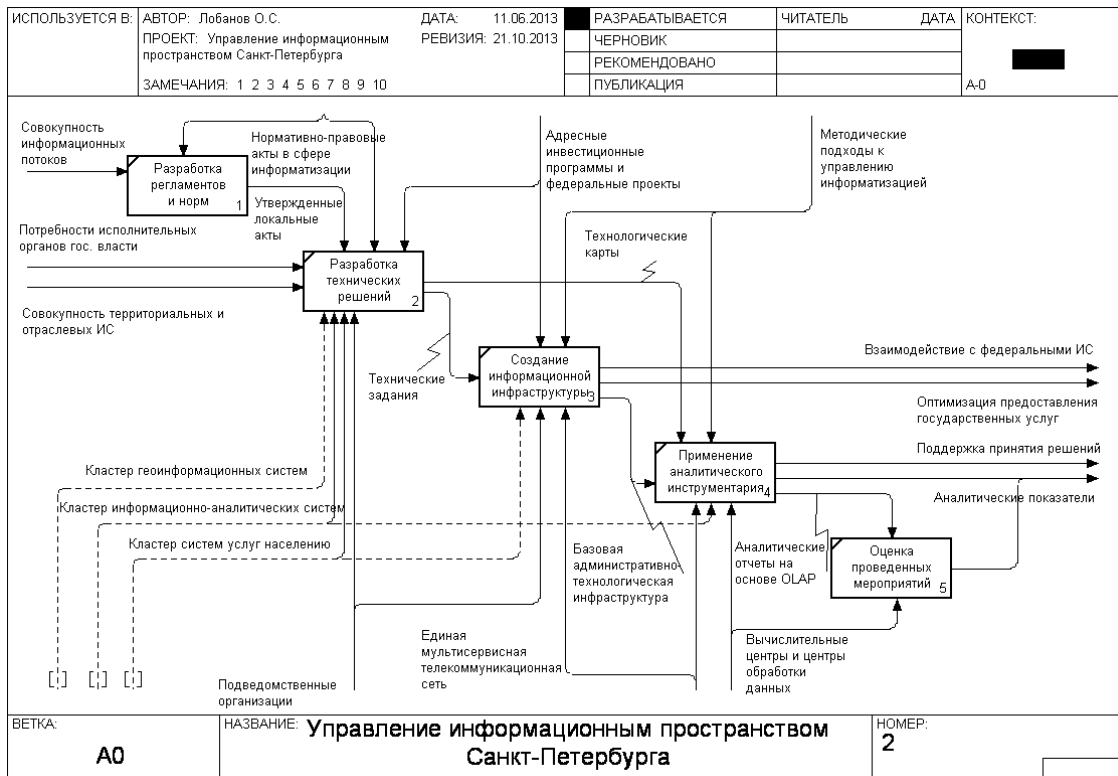 ИСПОЛЬЗУЕТСЯ В:
АВТОР: Лобанов О.С.
ДАТА: 11.06.2013
ПРОЕКТ: Управление информационным
пространством Санкт-Петербурга
РЕВИЗИЯ: 21.10.2013
ЗАМЕЧАНИЯ: 1 2 3 4 5 6 7 8 9 10
РАЗРАБАТЫВАЕТСЯ
ЧЕРНОВИК
РЕКОМЕНДОВАНО
ПУБЛИКАЦИЯ
ЧИТАТЕЛЬ ДАТА
КОНТЕКСТ:
A-0
Совокупность
информационных
потоков
Разработка
регламентов
и норм
1
Нормативно-правовые
акты в сфере
информатизации
Утвержденные
локальные
акты
Адресные
инвестиционные
программы и
федеральные проекты
Методические
подходы к
управлению
информатизацией
Потребности исполнительных
органов гос. власти
Разработка
технических
решений
2
Технологические
карты
Совокупность территориальных и
отраслевых ИС
Технические
задания
Создание
информационной
инфраструктуры
3
Взаимодействие с федеральными ИС
Оптимизация предоставления
государственных услуг
Поддержка принятия решений
Применение
аналитического
инструментария
4
Аналитические показатели
Кластер геоинформационных систем
Кластер информационно-аналитических систем
Кластер систем услуг населению
Базовая
административно-
технологическая
инфраструктура
Аналитические
отчеты на
основе OLAP
Оценка
проведенных
мероприятий
5
Единая
мультисервисная
телекоммуникационная
сеть
Вычислительные
центры и центры
обработки
данных
Подведомственные
организации
ВЕТКА:
A0
НАЗВАНИЕ: Управление информационным пространством
Санкт-Петербурга
НОМЕР:
2